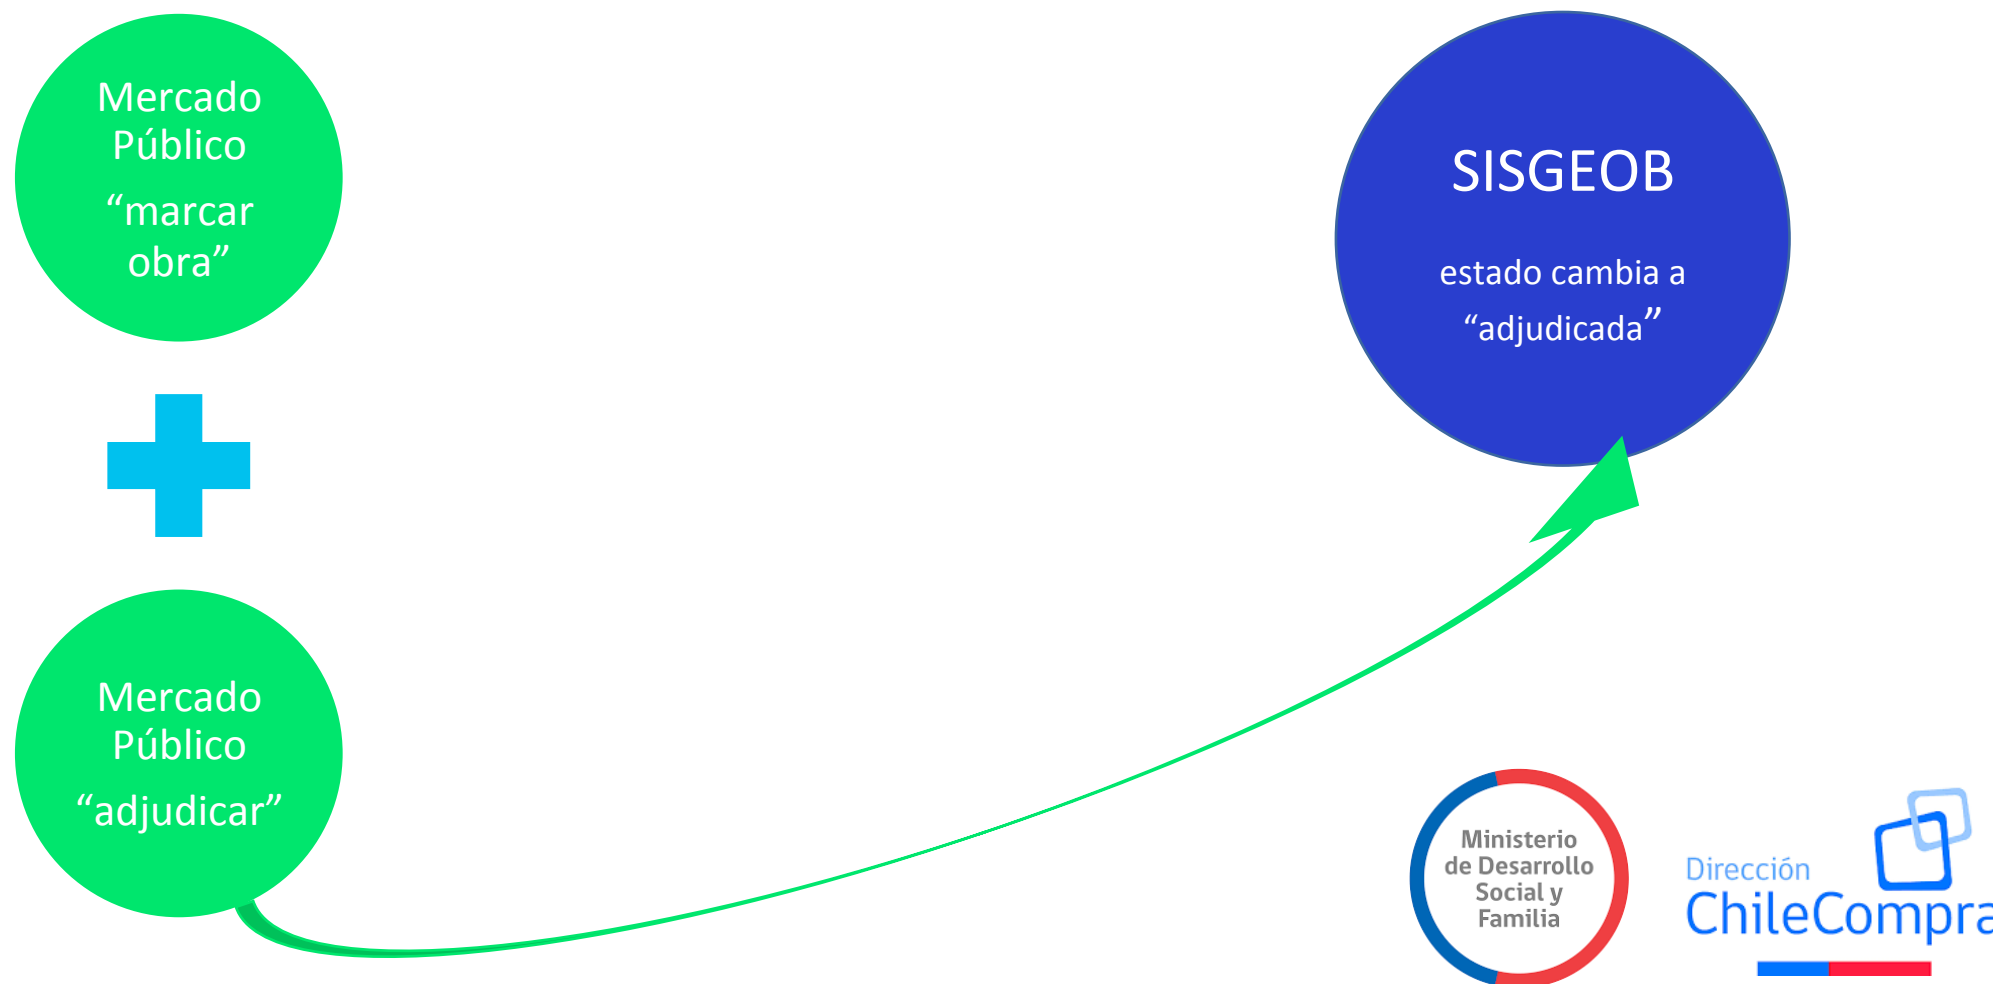 Mercado
Público
“marcar
obra”
Mercado
Público
“adjudicar”
SISGEOB
estado cambia a
“adjudicada”
Ministerio
de Desarrollo
Social y
Familia
Dirección
ChileCompra